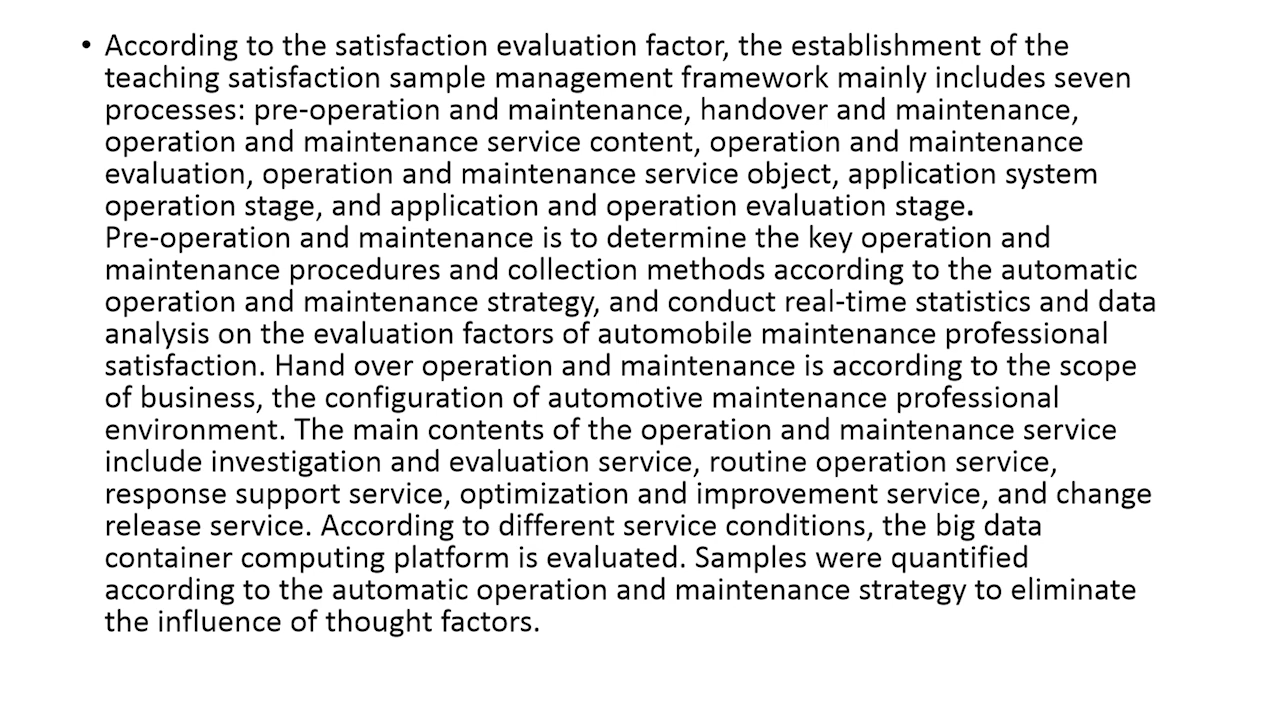 • According to the satisfaction evaluation factor, the establishment of the
teaching satisfaction sample management framework mainly includes seven
processes: pre-operation and maintenance, handover and maintenance,
operation and maintenance service content, operation and maintenance
evaluation, operation and maintenance service object, application system
operation stage, and application and operation evaluation stage.
Pre-operation and maintenance is to determine the key operation and
maintenance procedures and collection methods according to the automatic
operation and maintenance strategy, and conduct real-time statistics and data
analysis on the evaluation factors of automobile maintenance professional
satisfaction. Hand over operation and maintenance is according to the scope
of business, the configuration of automotive maintenance professional
environment. The main contents of the operation and maintenance service
include investigation and evaluation service, routine operation service,
response support service, optimization and improvement service, and change
release service. According to different service conditions, the big data
container computing platform is evaluated. Samples were quantified
according to the automatic operation and maintenance strategy to eliminate
the influence of thought factors.